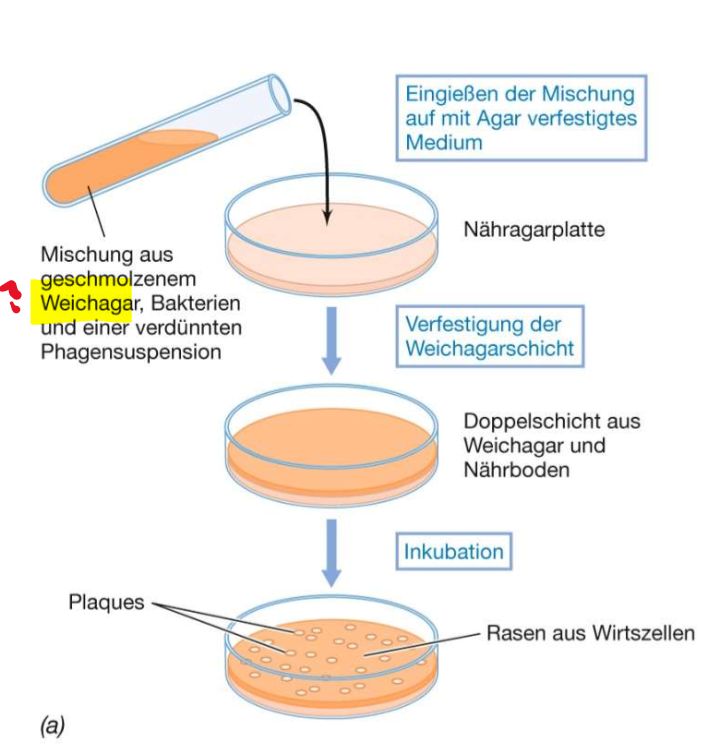 Eingießen der Mischung
auf mit Agar verfestigtes
Medium
Nähragarplatte
Mischung aus
geschmolzenem
Weichagar, Bakterien
und einer verdünnten
Phagensuspension
Verfestigung der
Weichagarschicht
Doppelschicht aus
Weichagar und
Nährboden
Inkubation
Plaques
Rasen aus Wirtszellen
(a)